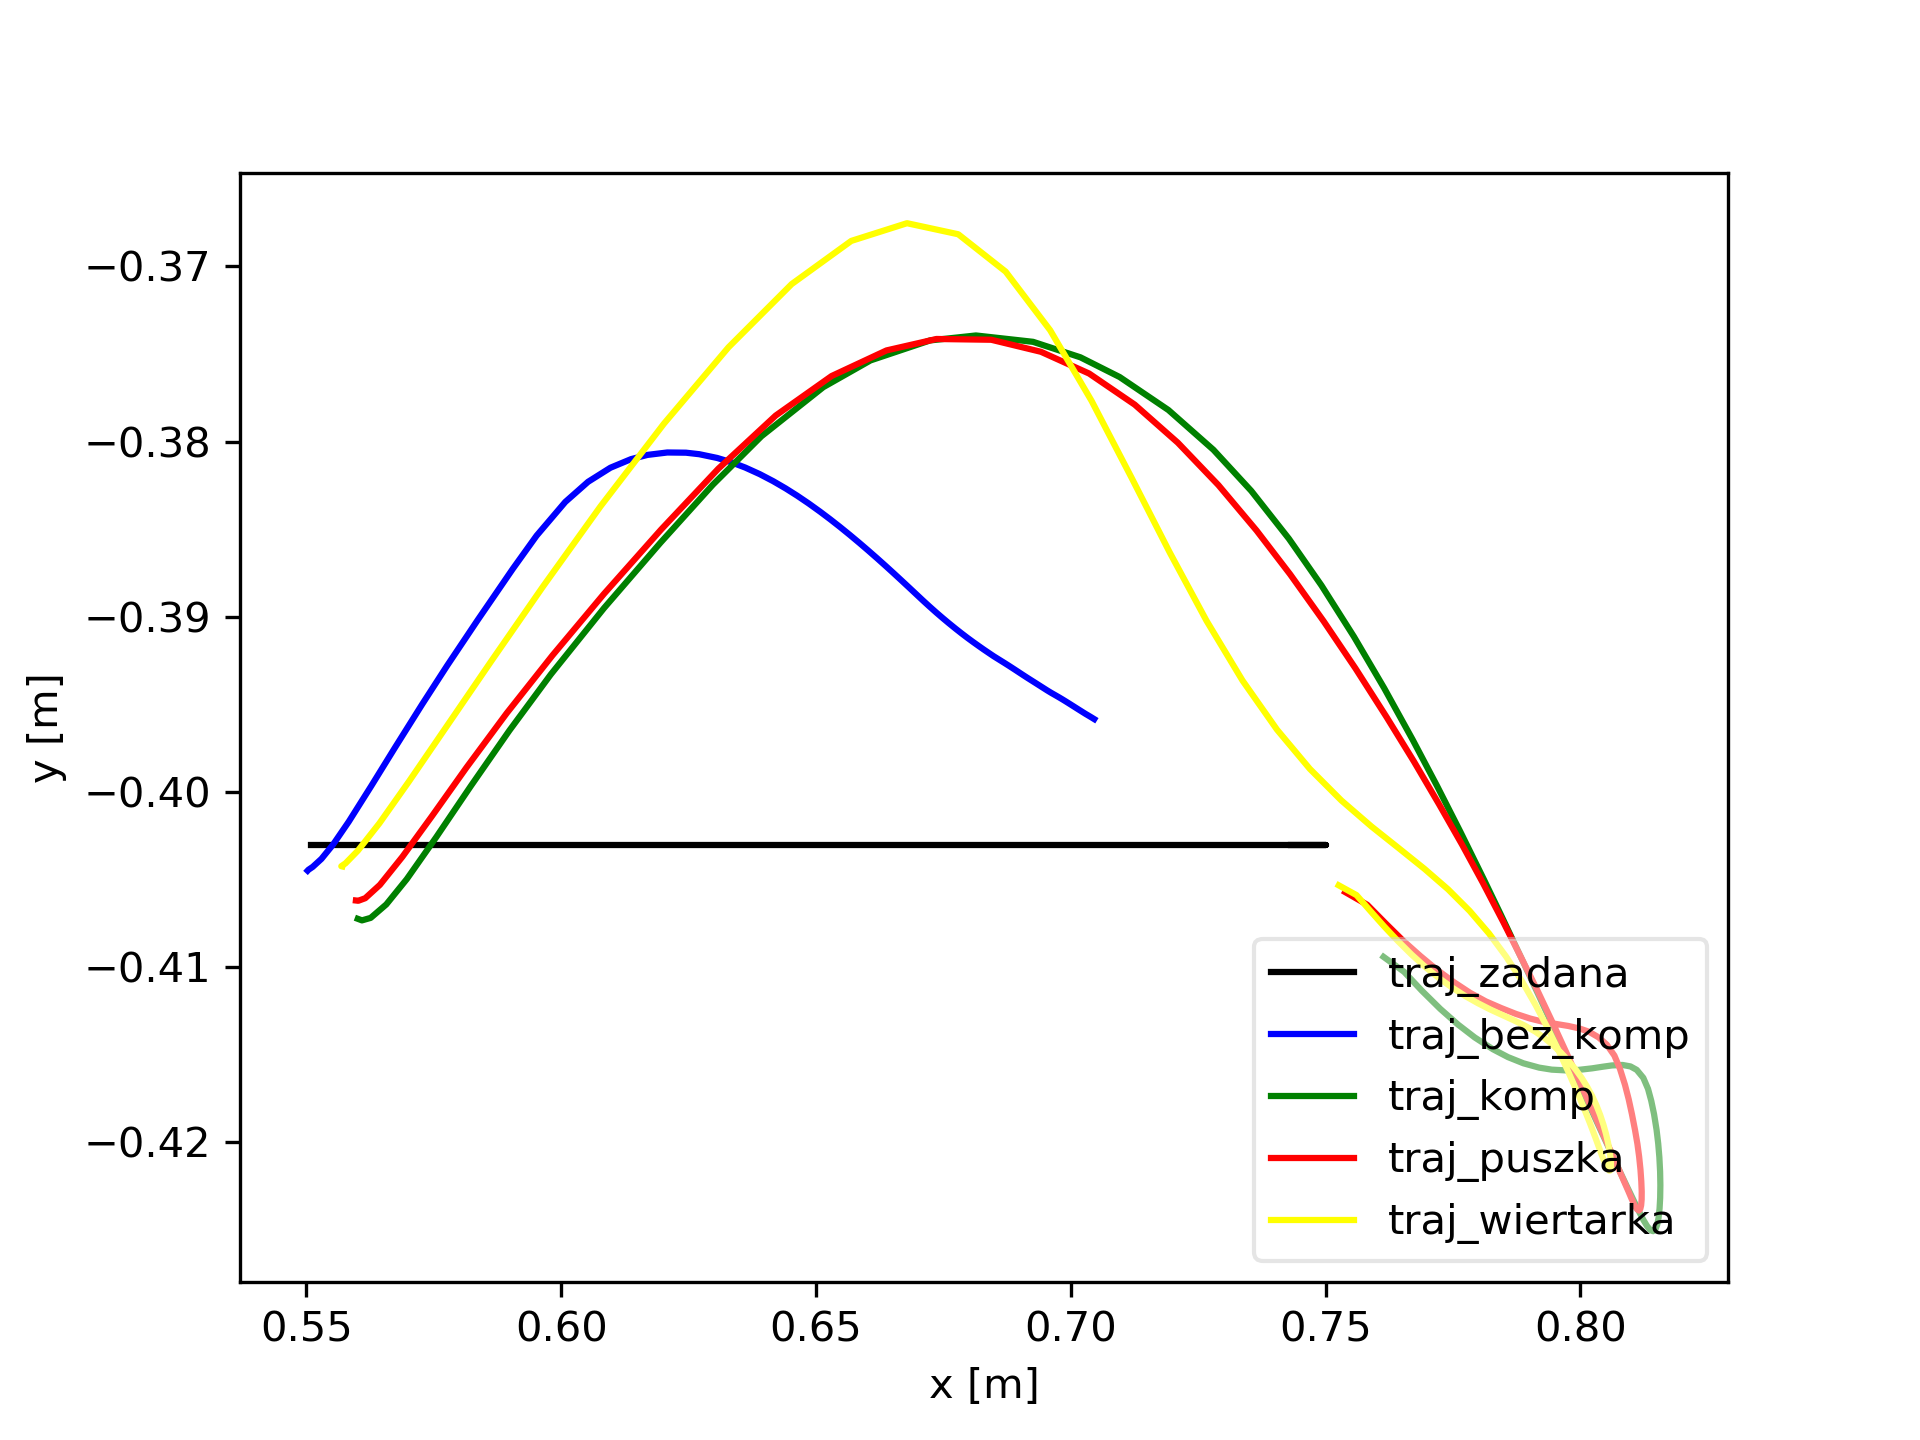 −0.37
−0.38
−0.39
−0.40
−0.41
−0.42
y [m]
traj_zadana
traj_bez_komp
traj_komp
traj_puszka
traj_wiertarka
0.55 0.60 0.65 0.70 0.75 0.80
x [m]